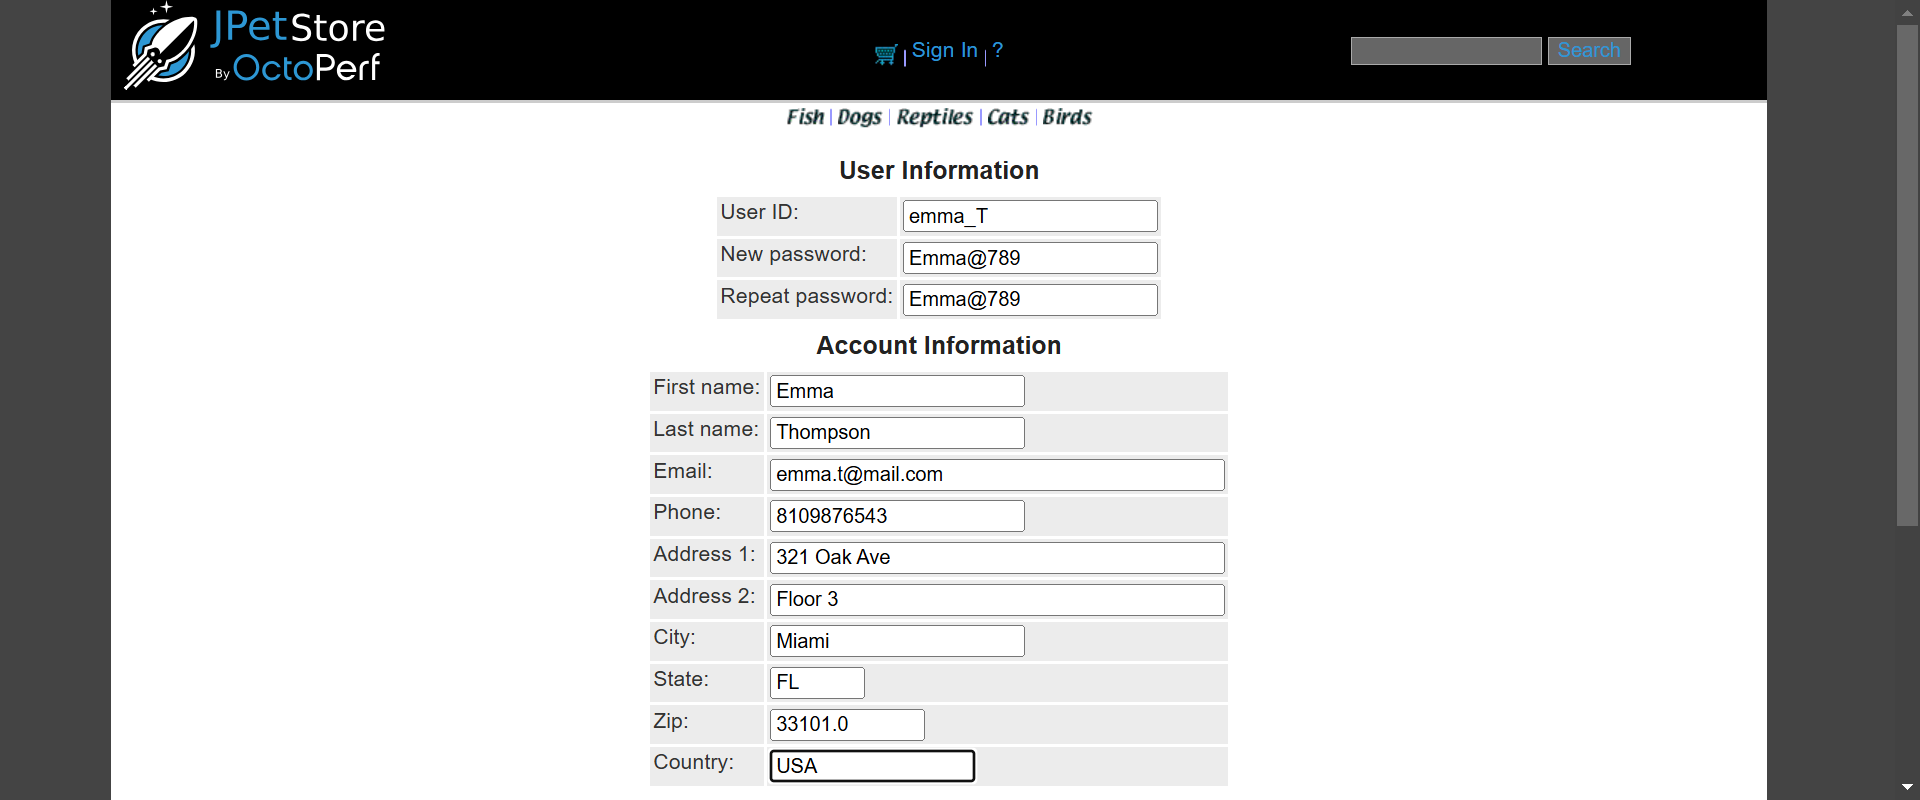 JPetStore
By OctoPerf
Sign In ?
Search
Fish Dogs Reptiles Cats Birds
User Information
User ID: emma_T
New password: Emma@789
Repeat password: Emma@789
Account Information
First name: Emma
Last name: Thompson
Email: emma.t@mail.com
Phone: 8109876543
Address 1: 321 Oak Ave
Address 2: Floor 3
City: Miami
State: FL
Zip: 33101.0
Country: USA